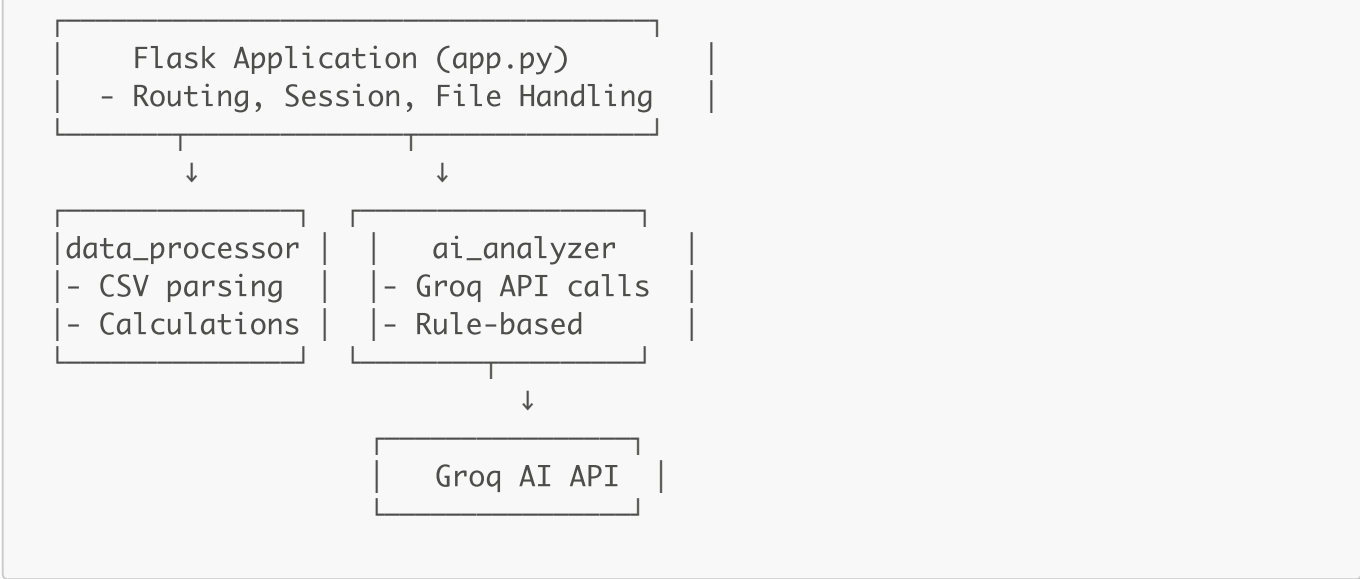 Flask Application (app.py)
- Routing, Session, File Handling
↓ ↓
data_processor ai_analyzer
- CSV parsing - Groq API calls
- Calculations - Rule-based
↓
Groq AI API